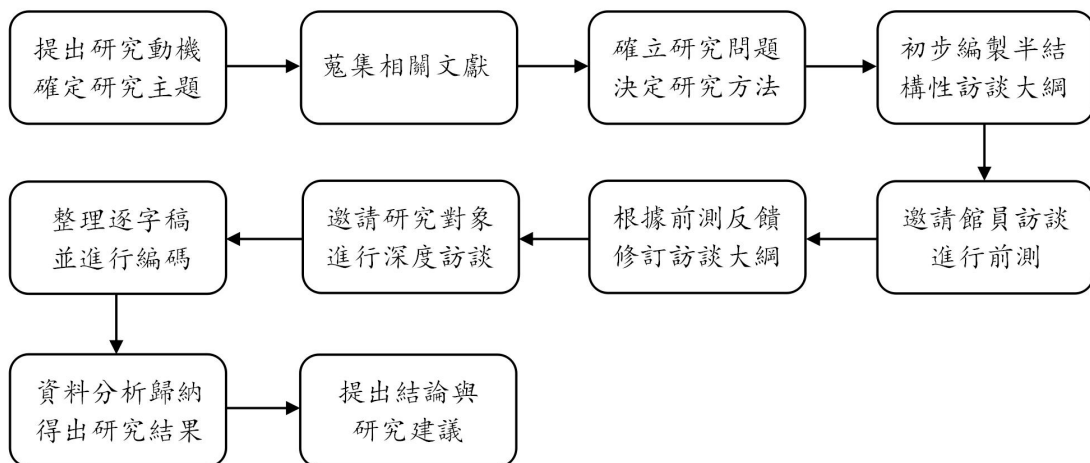 提出研究動機
確定研究主題
蒐集相關文獻
確立研究問題
決定研究方法
初步編製半結
構性訪談大綱
邀請館員訪談
進行前測
根據前測反饋
修訂訪談大綱
邀請研究對象
進行深度訪談
整理逐字稿
並進行編碼
資料分析歸納
得出研究結果
提出結論與
研究建議